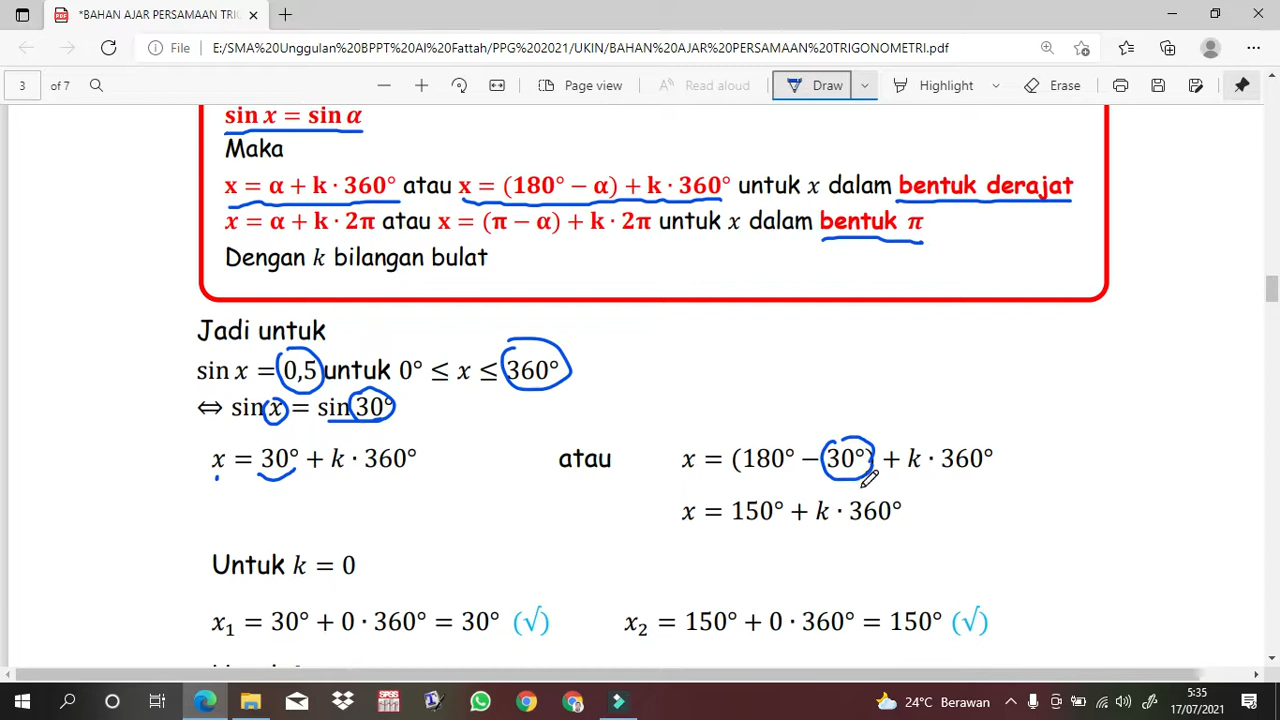 *BAHAN AJAR PERSAMAAN TRIG
File E:/SMA%20Unggulan%20BPPT%20Al%20Fattah/PPG%202021/UKIN/BAHAN%20AJAR%20PERSAMAAN%20TRIGONOMETRI.pdf
3 of 7 Page view Read aloud Draw Highlight Erase
sin x = sin α
Maka
x = α + k · 360° atau x = (180° − α) + k · 360° untuk x dalam bentuk derajat
x = α + k · 2π atau x = (π − α) + k · 2π untuk x dalam bentuk π
Dengan k bilangan bulat
Jadi untuk
sin x = 0,5 untuk 0° ≤ x ≤ 360°
⇔ sin x = sin 30°
x = 30° + k · 360° atau x = (180° − 30°) + k · 360°
x = 150° + k · 360°
Untuk k = 0
x₁ = 30° + 0 · 360° = 30° (√) x₂ = 150° + 0 · 360° = 150° (√)
24°C Berawan 5:35
17/07/2021